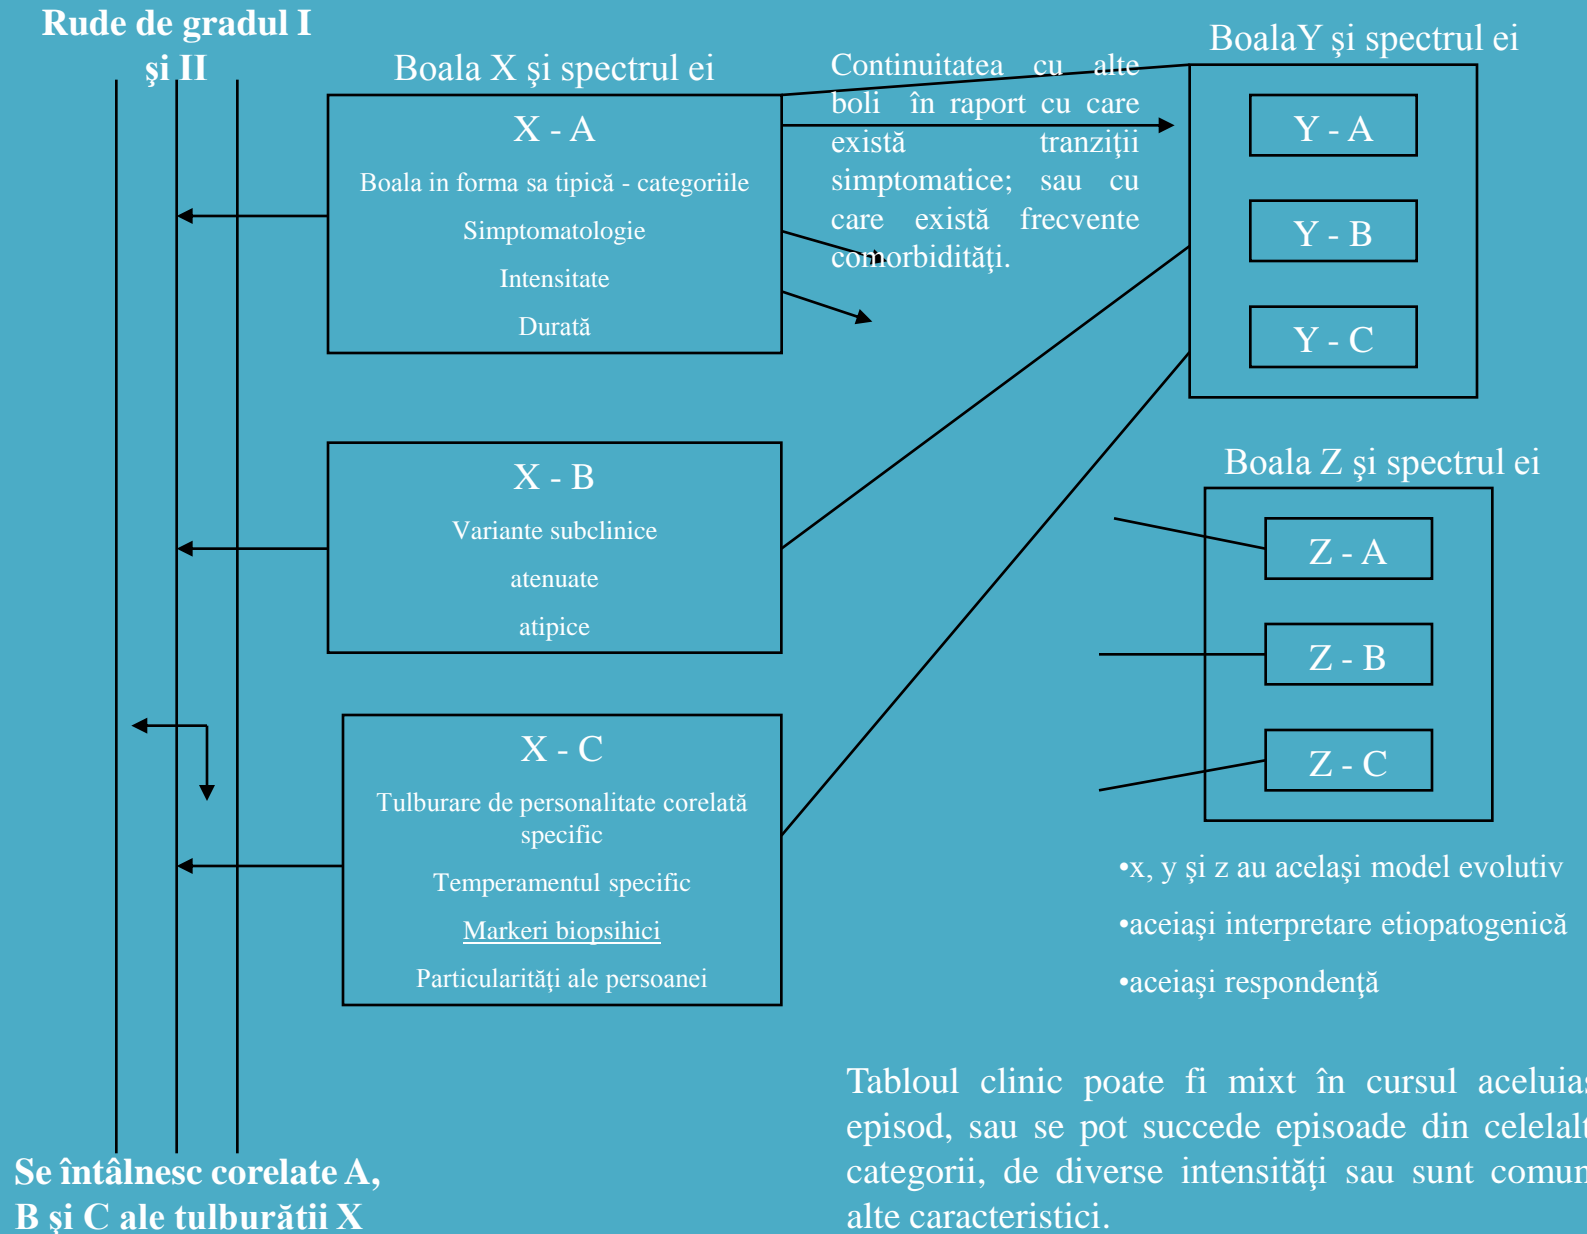 Rude de gradul I
şi II
Boala X şi spectrul ei
X - A
Boala in forma sa tipică - categoriile
Simptomatologie
Intensitate
Durată
X - B
Variante subclinice
atenuate
atipice
X - C
Tulburare de personalitate corelată
specific
Temperamentul specific
Markeri biopsihici
Particularităţi ale persoanei
Se întâlnesc corelate A,
B şi C ale tulburătii X
Continuitatea cu alte
boli în raport cu care
există tranziţii
simptomatice; sau cu
care există frecvente
comorbidităţi.
BoalaY şi spectrul ei
Y - A
Y - B
Y - C
Boala Z şi spectrul ei
Z - A
Z - B
Z - C
•x, y şi z au acelaşi model evolutiv
•aceiaşi interpretare etiopatogenică
•aceiaşi respondenţă
Tabloul clinic poate fi mixt în cursul
episod, sau se pot succede episoade din
categorii, de diverse intensităţi sau sunt
alte caracteristici.